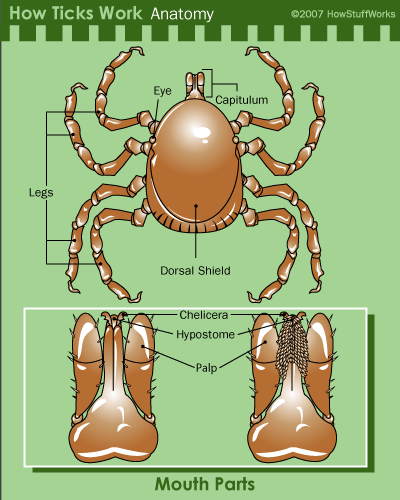 How Ticks Work Anatomy
©2007 HowStuffWorks
Eye
Capitulum
Legs
Dorsal Shield
Chelicera
Hypostome
Palp
Mouth Parts